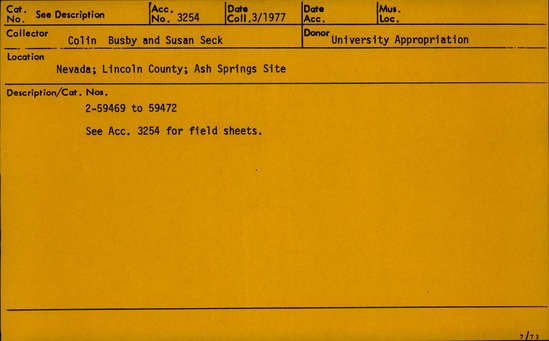 Cat. No. See Description Acc. No. 3254 Date Coll. 3/1977 Date Acc. Mus. Loc.
Collector Colin Busby and Susan Seck Donor University Appropriation
Location
Nevada; Lincoln County; Ash Springs Site
Description/Cat. Nos.
2-59469 to 59472
See Acc. 3254 for field sheets.
7/73